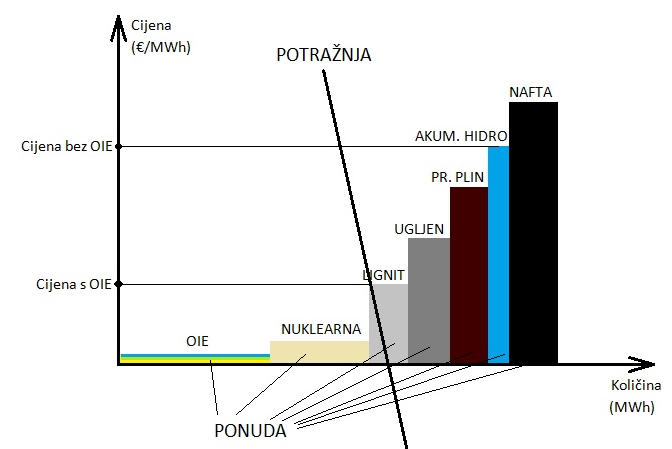 Cijena
(€/MWh)
POTRAŽNJA
NAFTA
AKUM. HIDRO
Cijena bez OIE
PR. PLIN
UGLJEN
LIGNIT
Cijena s OIE
NUKLEARNA
OIE
Količina
(MWh)
PONUDA